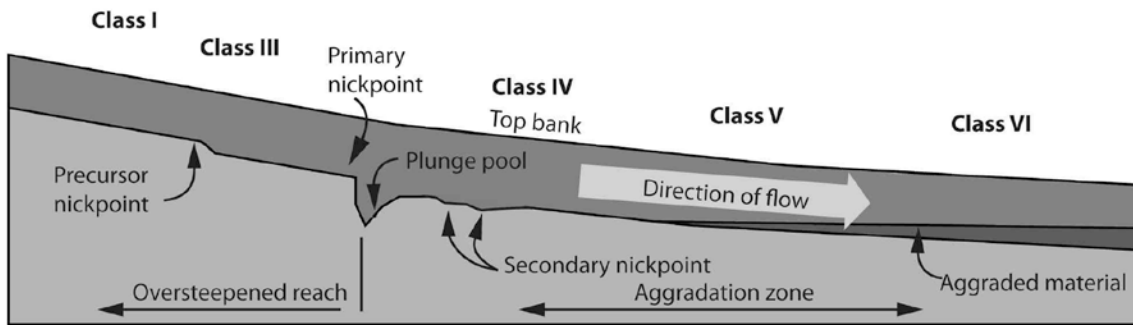 Class I
Class III
Primary
nickpoint
Class IV
Top bank
Class V
Class VI
Precursor
nickpoint
Plunge pool
Direction of flow
Secondary nickpoint
Aggraded material
Oversteepened reach
Aggradation zone